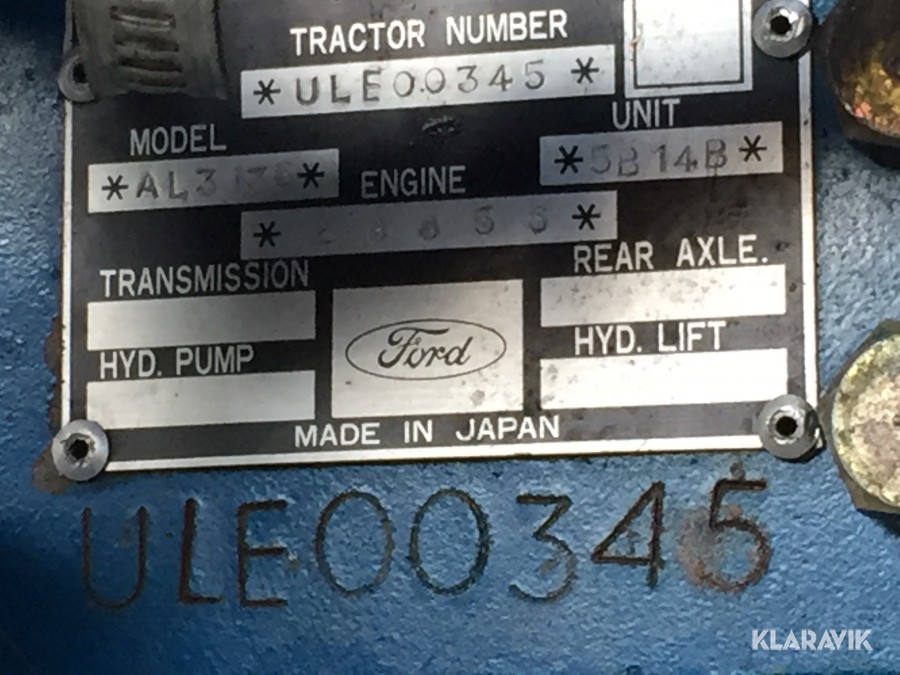 TRACTOR NUMBER
*ULE00345*
MODEL
UNIT
*5B14B*
ENGINE
TRANSMISSION
REAR AXLE.
HYD. PUMP
Ford
HYD. LIFT
MADE IN JAPAN
ULE00345
KLARAVIK